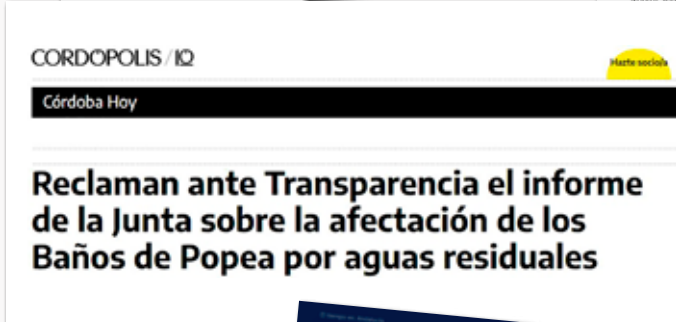 CORDÓPOLIS / 10
Hazte socio/a
Córdoba Hoy
Reclaman ante Transparencia el informe
de la Junta sobre la afectación de los
Baños de Popea por aguas residuales